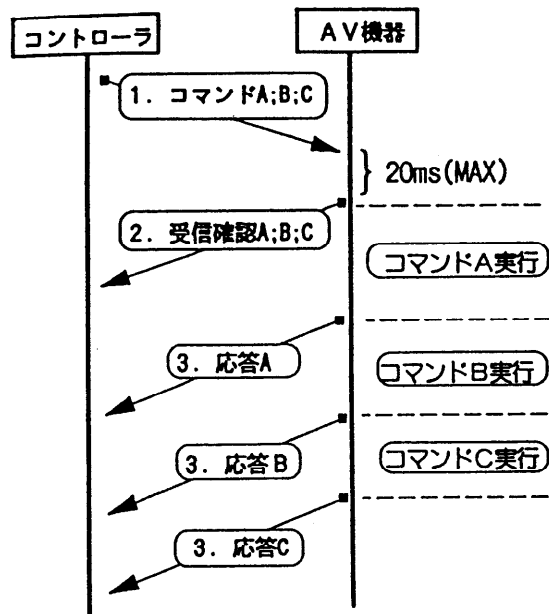 コントローラ
AV機器
1. コマンドA;B;C
20ms(MAX)
2. 受信確認A;B;C
コマンドA実行
3. 応答A
コマンドB実行
3. 応答B
コマンドC実行
3. 応答C